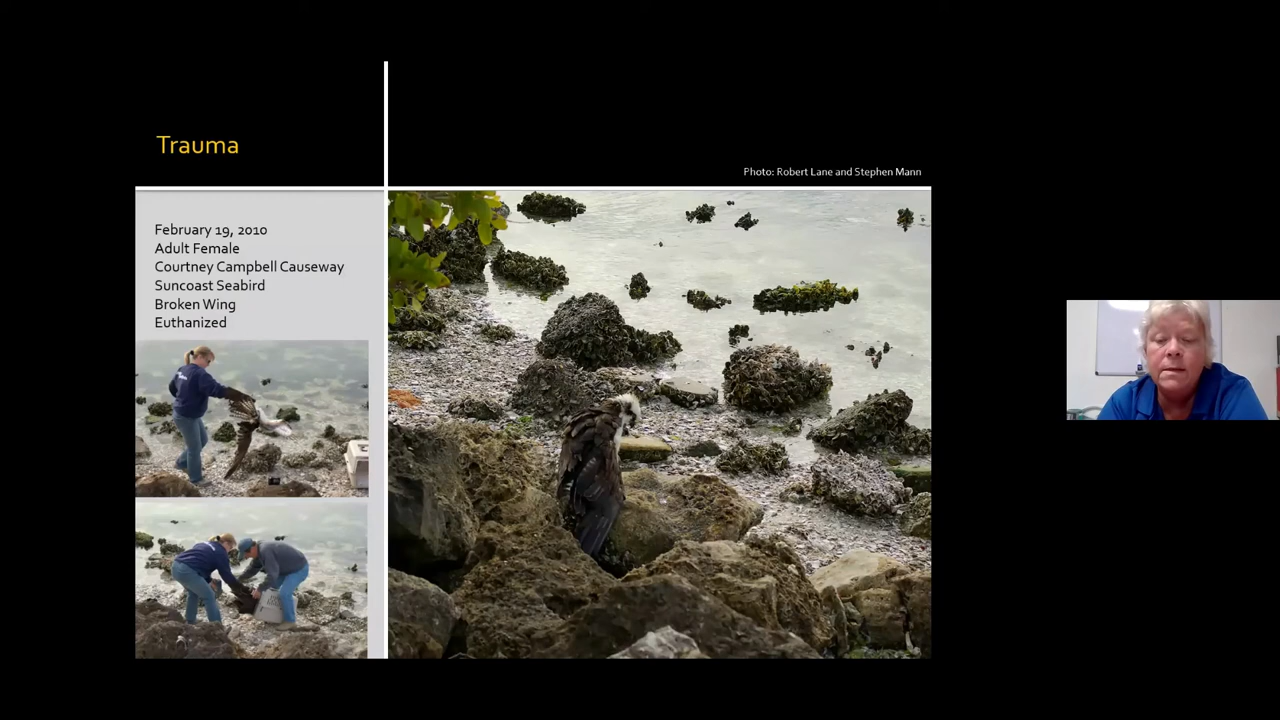 Trauma
Photo: Robert Lane and Stephen Mann
February 19, 2010
Adult Female
Courtney Campbell Causeway
Suncoast Seabird
Broken Wing
Euthanized